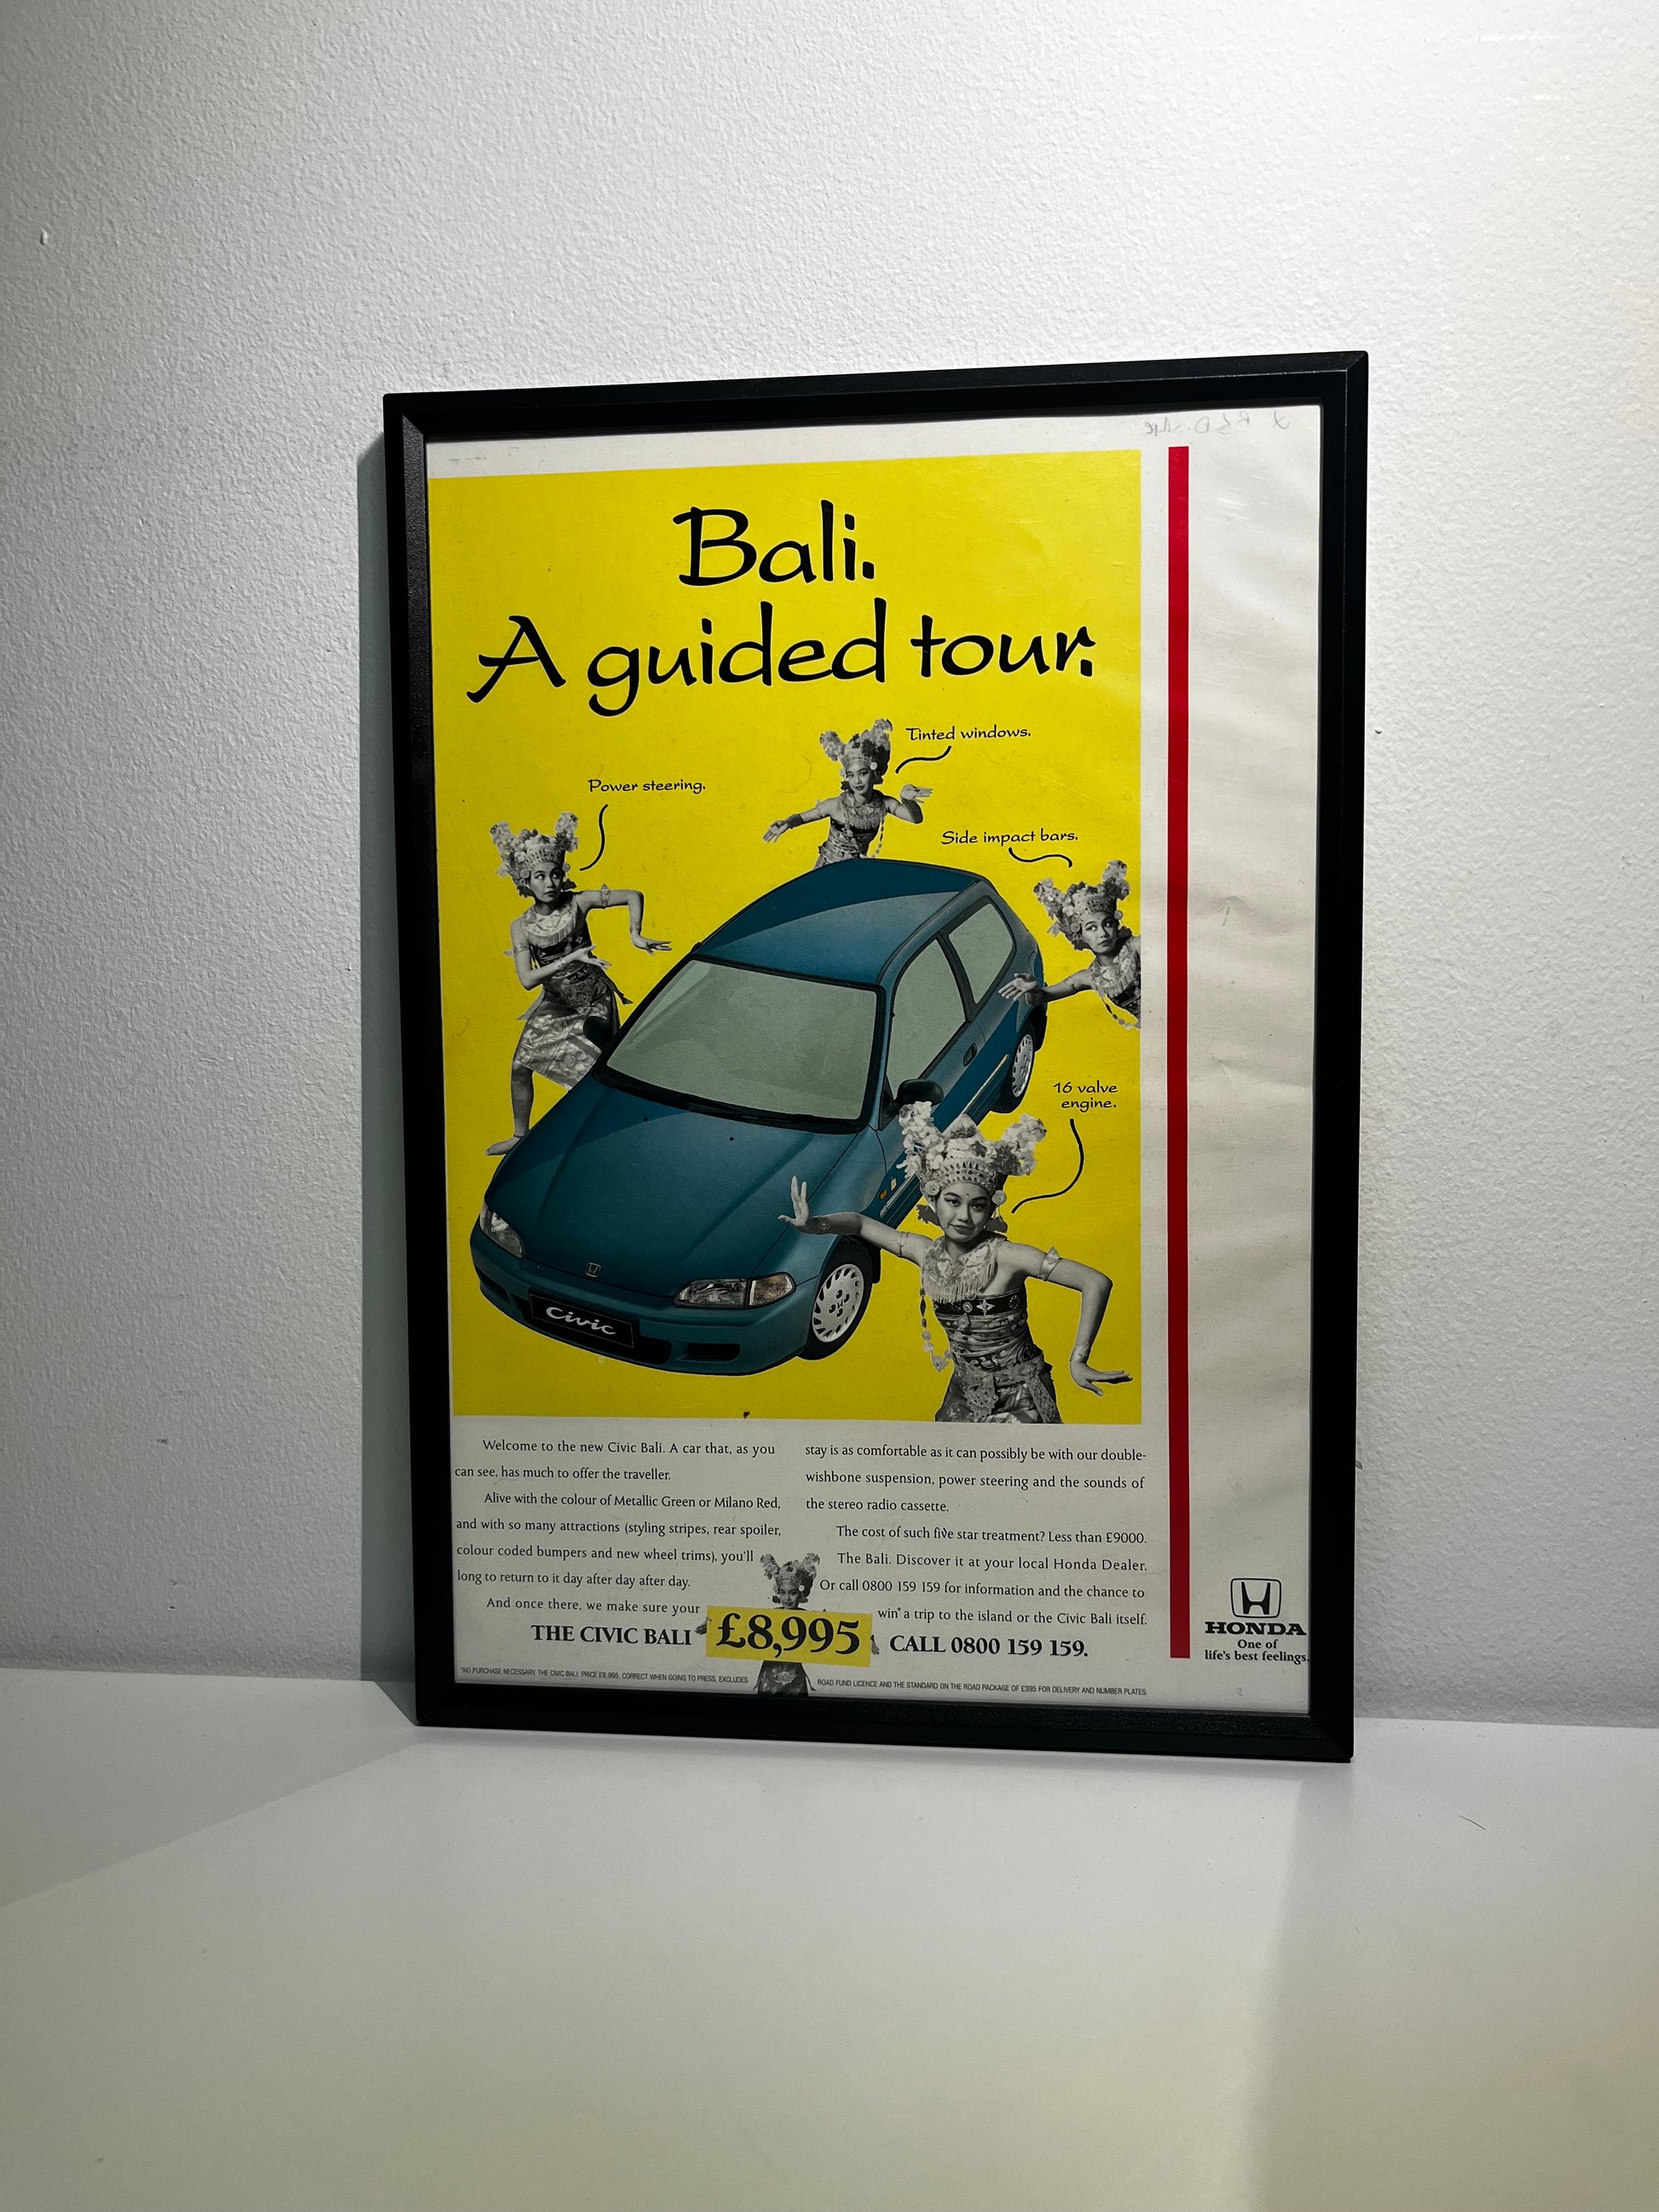 Bali.
A guided tour.
Tinted windows.
Power steering.
Side impact bars.
16 valve
engine.
Civic
Welcome to the new Civic Bali. A car that, as you
can see, has much to offer the traveller.
Alive with the colour of Metallic Green or Milano Red,
and with so many attractions (styling stripes, rear spoiler,
colour coded bumpers and new wheel trims), you'll
long to return to it day after day after day.
And once there, we make sure your
stay is as comfortable as it can possibly be with our double-
wishbone suspension, power steering and the sounds of
the stereo radio cassette.
The cost of such five star treatment? Less than £9000.
The Bali. Discover it at your local Honda Dealer.
Or call 0800 159 159 for information and the chance to
win* a trip to the island or the Civic Bali itself.
THE CIVIC BALI £8,995 CALL 0800 159 159.
*NO PURCHASE NECESSARY. THE CIVIC BALI. PRICE £8,995. CORRECT WHEN GOING TO PRESS, EXCLUDES ROAD FUND LICENCE AND THE STANDARD ON THE ROAD PACKAGE OF £395 FOR DELIVERY AND NUMBER PLATES.
HONDA
One of
life's best feelings.